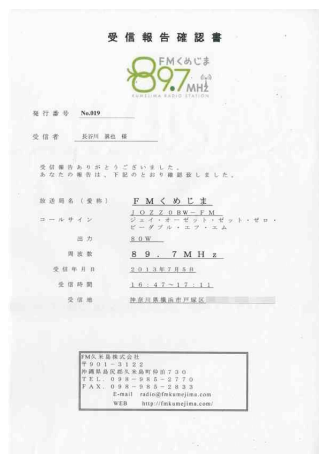 受信報告確認書
FMくめじま
89.7
MHz
KUMEJIMA RADIO STATION
発行番号 No.019
受信者 長谷川 様
受信報告ありがとうございました。
あなたの報告は、下記のとおり確認致しました。
放送局名(愛称) FMくめじま
コールサイン JOZZ0BW-FM
ジェイ・オーゼット・ゼット・ゼロ・
ビーダブル・エフ・エム
出力 80W
周波数 89.7MHz
受信年月日 2013年7月5日
受信時間 16:47~17:11
受信地 神奈川県横浜市戸塚区
FM久米島株式会社
〒901-3122
沖縄県島尻郡久米島町仲泊730
TEL. 098-985-2770
FAX. 098-985-2833
E-mail radio@fmkumejima.com
WEB http://fmkumejima.com/